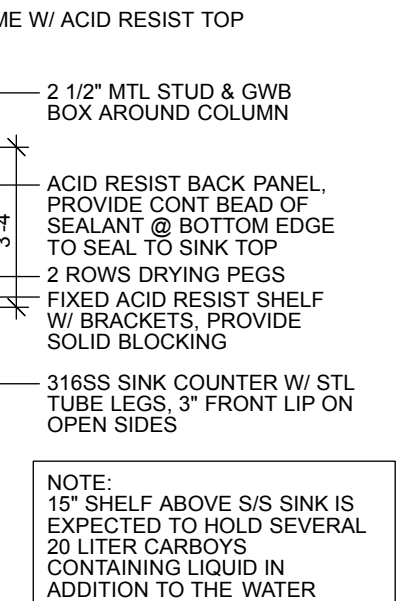 ME W/ ACID RESIST TOP
2 1/2" MTL STUD & GWB
BOX AROUND COLUMN
ACID RESIST BACK PANEL,
PROVIDE CONT BEAD OF
SEALANT @ BOTTOM EDGE
TO SEAL TO SINK TOP
3'-4
2 ROWS DRYING PEGS
FIXED ACID RESIST SHELF
W/ BRACKETS, PROVIDE
SOLID BLOCKING
316SS SINK COUNTER W/ STL
TUBE LEGS, 3" FRONT LIP ON
OPEN SIDES
NOTE:
15" SHELF ABOVE S/S SINK IS
EXPECTED TO HOLD SEVERAL
20 LITER CARBOYS
CONTAINING LIQUID IN
ADDITION TO THE WATER